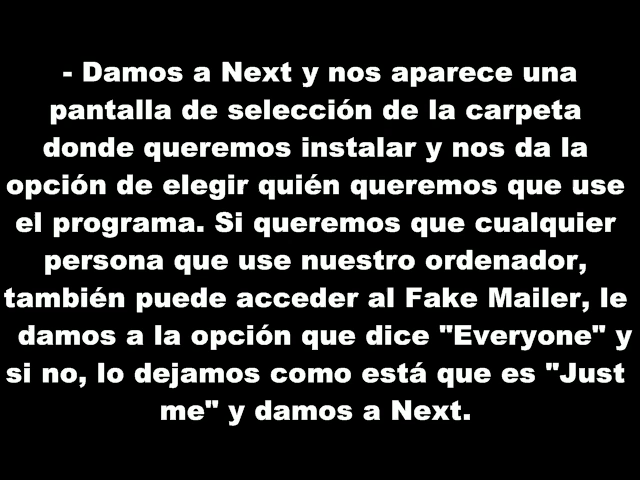 - Damos a Next y nos aparece una
pantalla de selección de la carpeta
donde queremos instalar y nos da la
opción de elegir quién queremos que use
el programa. Si queremos que cualquier
persona que use nuestro ordenador,
también puede acceder al Fake Mailer, le
damos a la opción que dice "Everyone" y
si no, lo dejamos como está que es "Just
me" y damos a Next.